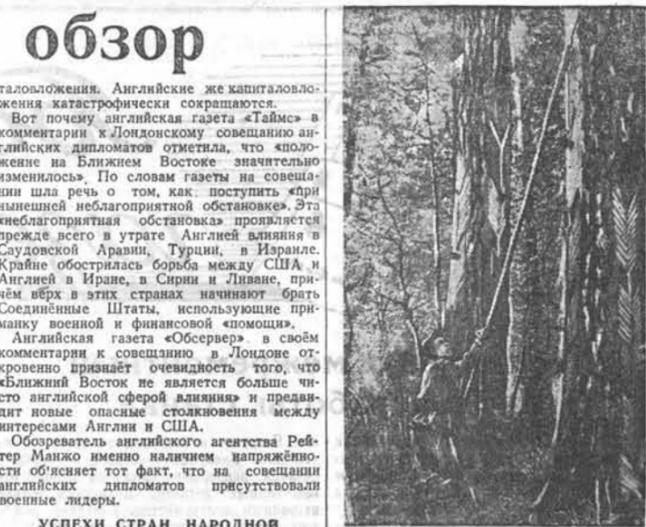 обзор
таловложения. Английские же капиталовло-
жения катастрофически сокращаются.
Вот почему английская газета «Таймс» в
комментарии к Лондонскому совещанию ан-
глийских дипломатов отметила, что «поло-
жение на Ближнем Востоке значительно
изменилось». По словам газеты на совеща-
нии шла речь о том, как поступить «при
нынешней неблагоприятной обстановке». Эта
«неблагоприятная обстановка» проявляется
прежде всего в утрате Англией влияния в
Саудовской Аравии, Турции, в Израиле.
Крайне обострилась борьба между США и
Англией в Иране, в Сирии и Ливане, при-
чём верх в этих странах начинают брать
Соединённые Штаты, использующие при-
манку военной и финансовой «помощи».
Английская газета «Обсервер» в своём
комментарии к совещанию в Лондоне от-
кровенно признаёт очевидность того, что
«Ближний Восток не является больше чи-
сто английской сферой влияния» и предви-
дит новые опасные столкновения между
интересами Англии и США.
Обозреватель английского агентства Рей-
тер Манжо именно наличием напряжённо-
сти об'ясняет тот факт, что на совещании
английских дипломатов присутствовали
военные лидеры.
УСПЕХИ СТРАН НАРОДНОЙ